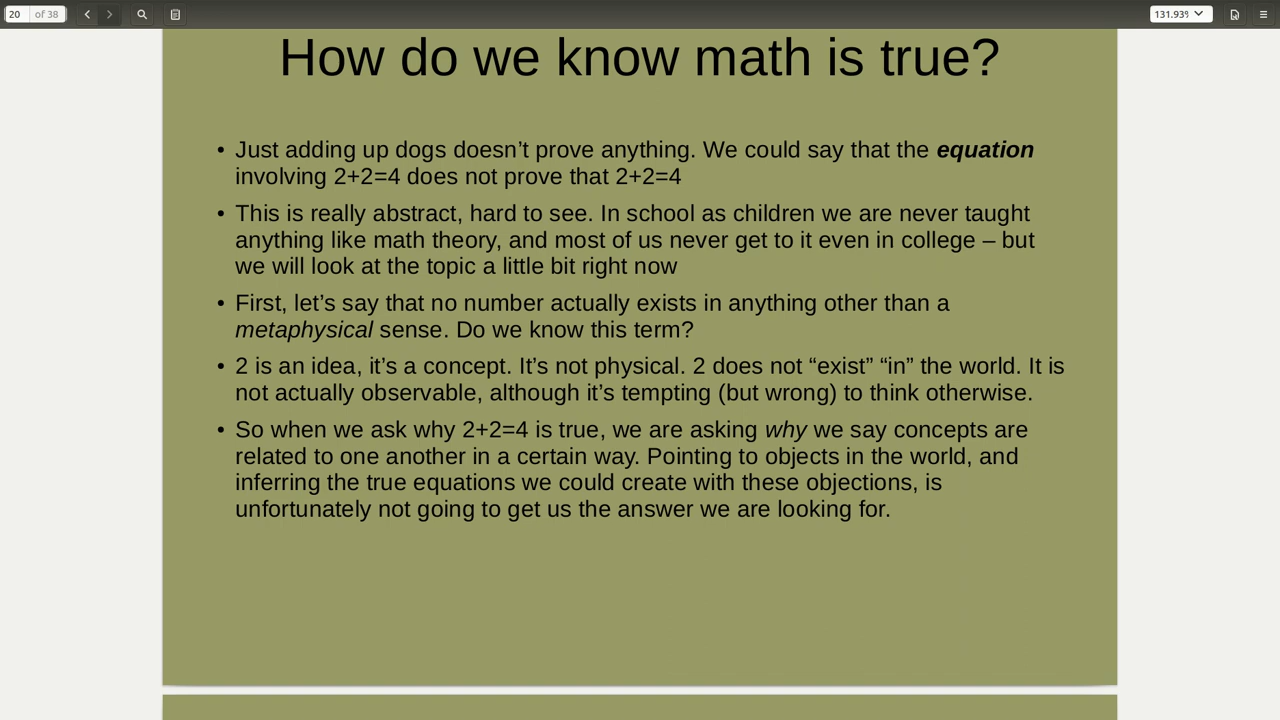 20 of 38
131.93%
How do we know math is true?
• Just adding up dogs doesn’t prove anything. We could say that the equation
involving 2+2=4 does not prove that 2+2=4
• This is really abstract, hard to see. In school as children we are never taught
anything like math theory, and most of us never get to it even in college – but
we will look at the topic a little bit right now
• First, let’s say that no number actually exists in anything other than a
metaphysical sense. Do we know this term?
• 2 is an idea, it’s a concept. It’s not physical. 2 does not “exist” “in” the world. It is
not actually observable, although it’s tempting (but wrong) to think otherwise.
• So when we ask why 2+2=4 is true, we are asking why we say concepts are
related to one another in a certain way. Pointing to objects in the world, and
inferring the true equations we could create with these objections, is
unfortunately not going to get us the answer we are looking for.